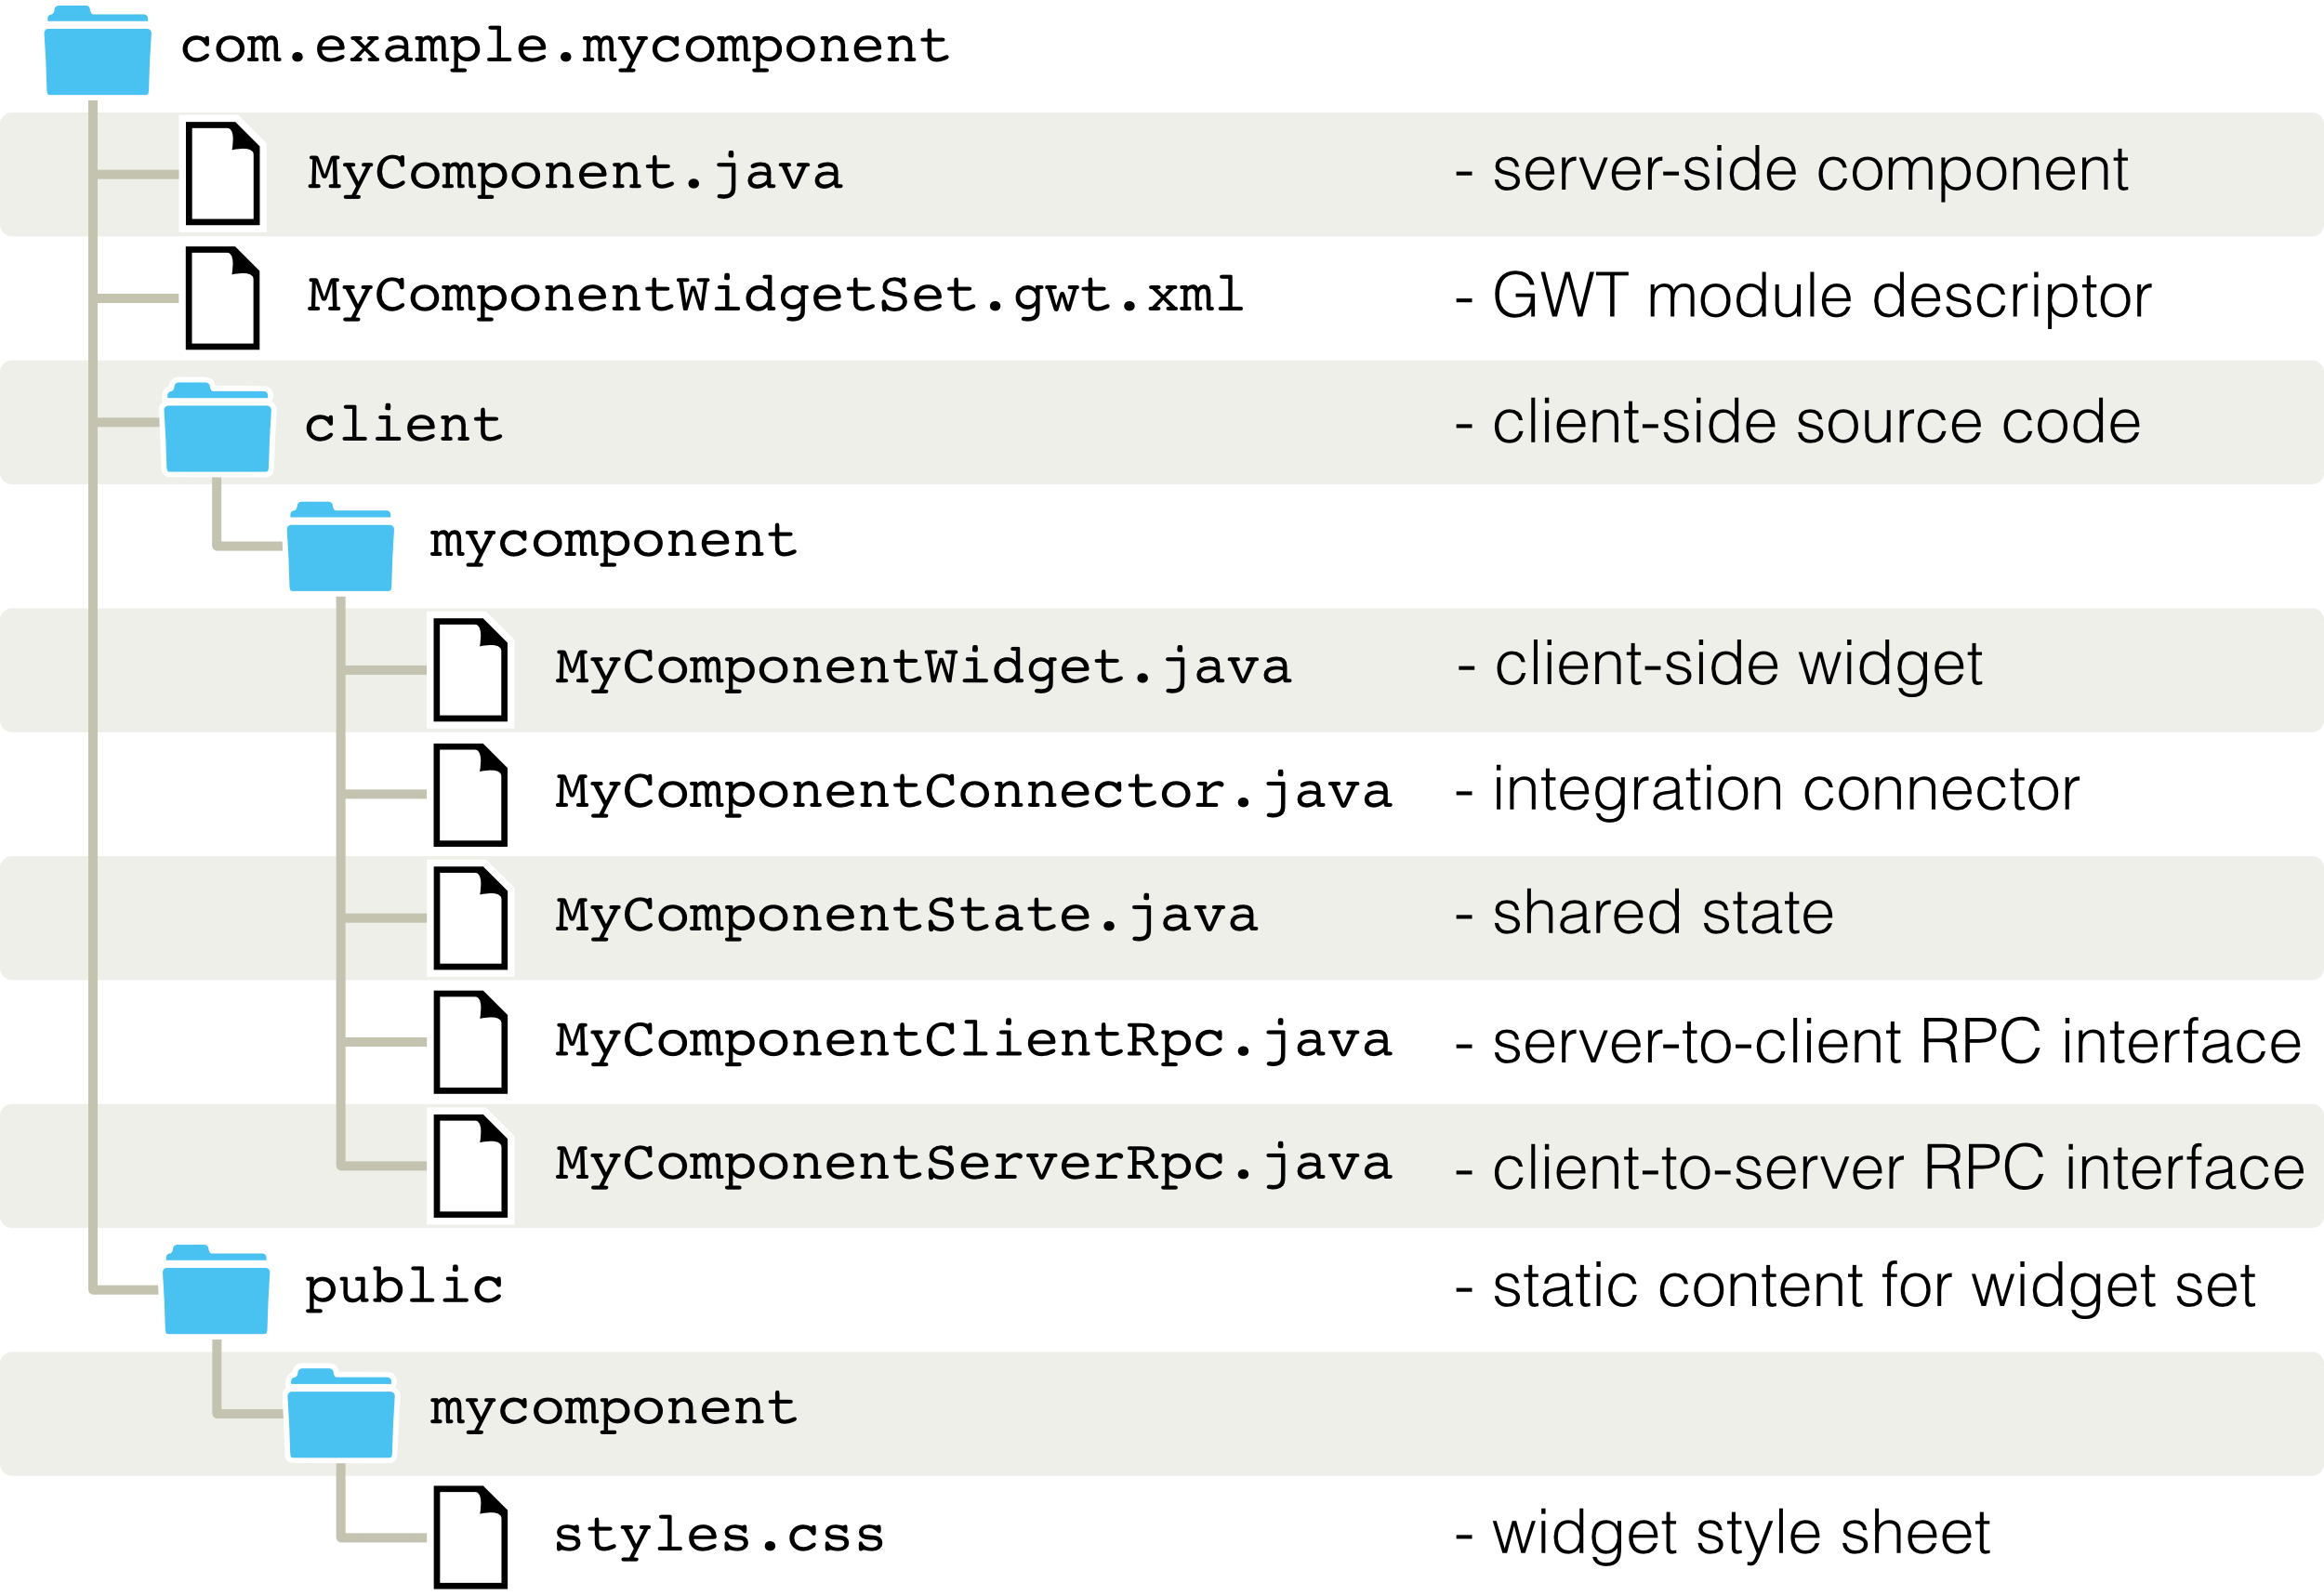 com.example.mycomponent
MyComponent.java - server-side component
MyComponentWidgetSet.gwt.xml - GWT module descriptor
client - client-side source code
mycomponent
MyComponentWidget.java - client-side widget
MyComponentConnector.java - integration connector
MyComponentState.java - shared state
MyComponentClientRpc.java - server-to-client RPC interface
MyComponentServerRpc.java - client-to-server RPC interface
public - static content for widget set
mycomponent
styles.css - widget style sheet